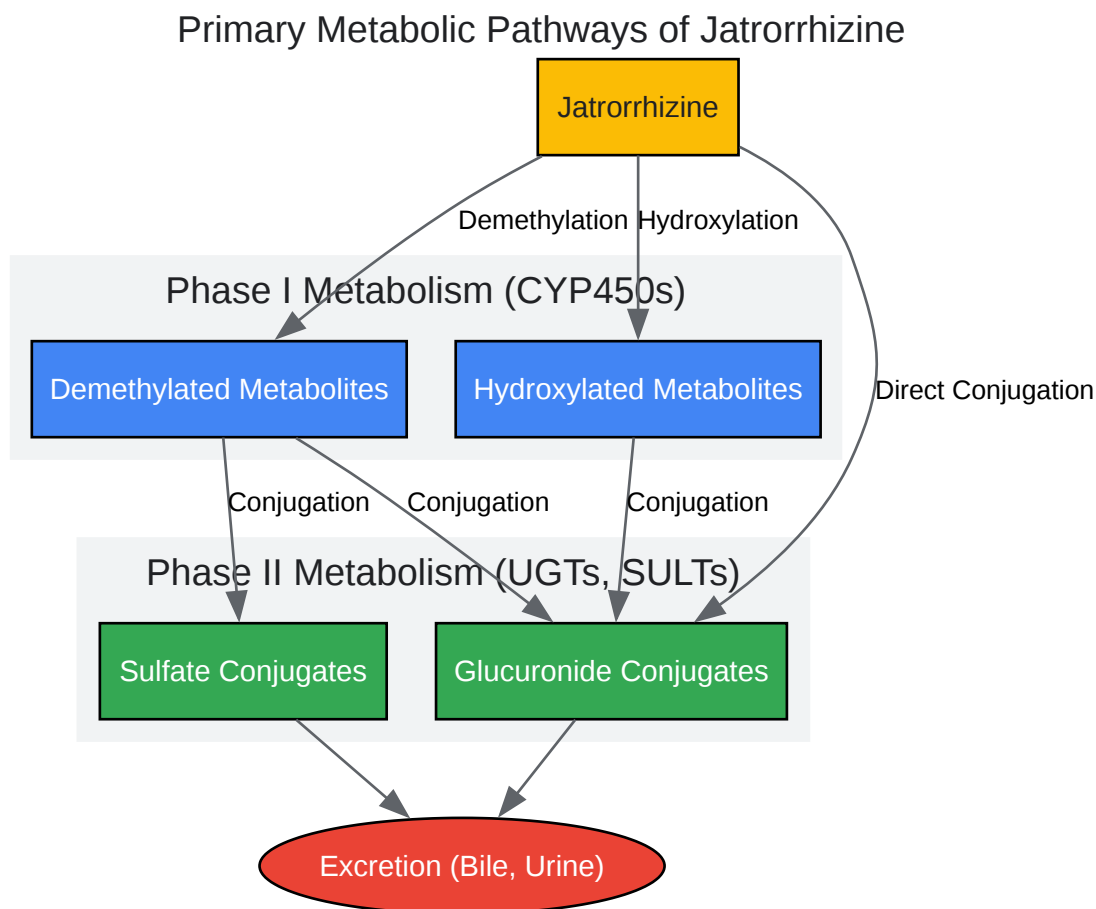 Primary Metabolic Pathways of Jatrorrhizine
Jatrorrhizine
Demethylation
Hydroxylation
Phase I Metabolism (CYP450s)
Demethylated Metabolites
Hydroxylated Metabolites
Direct Conjugation
Conjugation
Conjugation
Conjugation
Phase II Metabolism (UGTs, SULTs)
Sulfate Conjugates
Glucuronide Conjugates
Excretion (Bile, Urine)